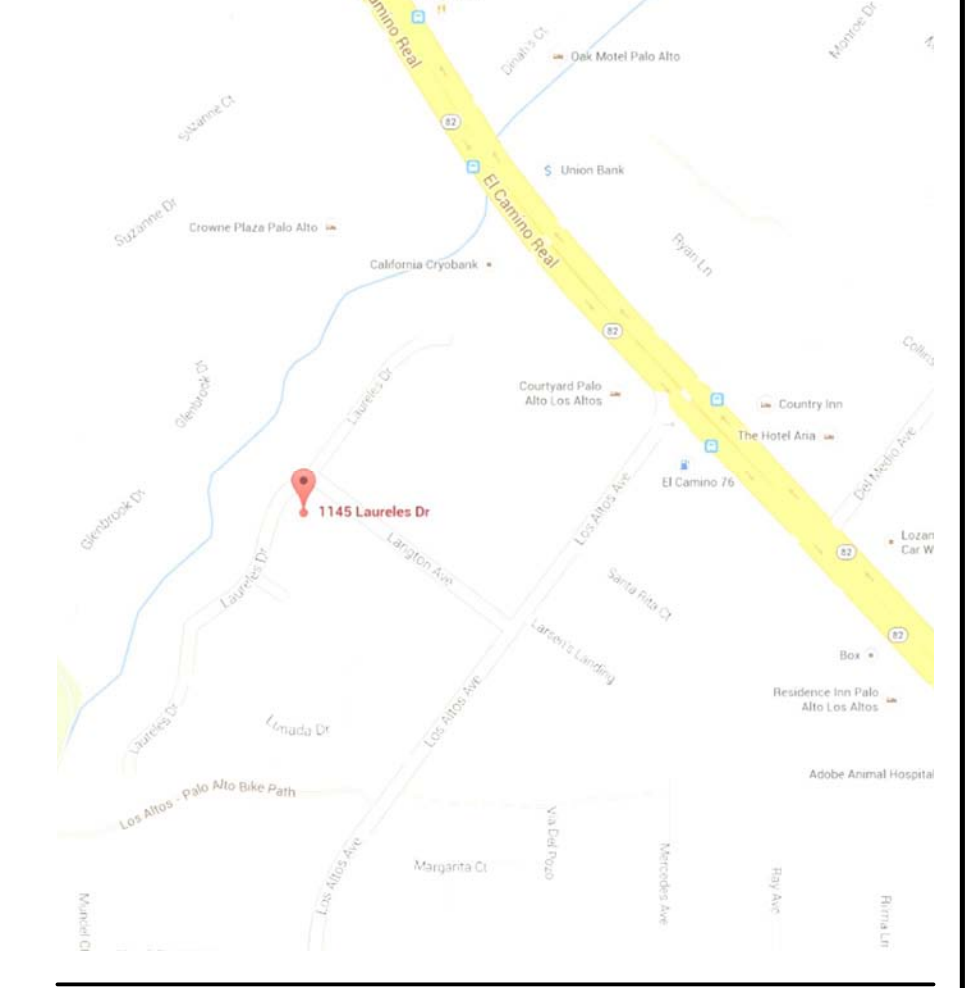 Camino Real
Dinah's Ct
Monroe Dr
Oak Motel Palo Alto
Suzanne Ct
82
Union Bank
El Camino Real
Suzanne Dr
Crowne Plaza Palo Alto
Ryan Ln
California Cryobank
82
Collins
Glenbrook Dr
Laureles Dr
Courtyard Palo
Alto Los Altos
Country Inn
The Hotel Aria
Del Medio Ave
El Camino 76
Glenbrook Dr
1145 Laureles Dr
Los Altos Ave
Lozan
Car W
82
Langton Ave
Laureles Dr
Santa Rita Ct
Larsen's Landing
82
Box
Residence Inn Palo
Alto Los Altos
Los Altos Ave
Laureles Dr
Lunada Dr
Adobe Animal Hospital
Los Altos - Palo Alto Bike Path
Via Del Pozo
Margarita Ct
Los Altos Ave
Mercedes Ave
Ray Ave
Mundel Ct